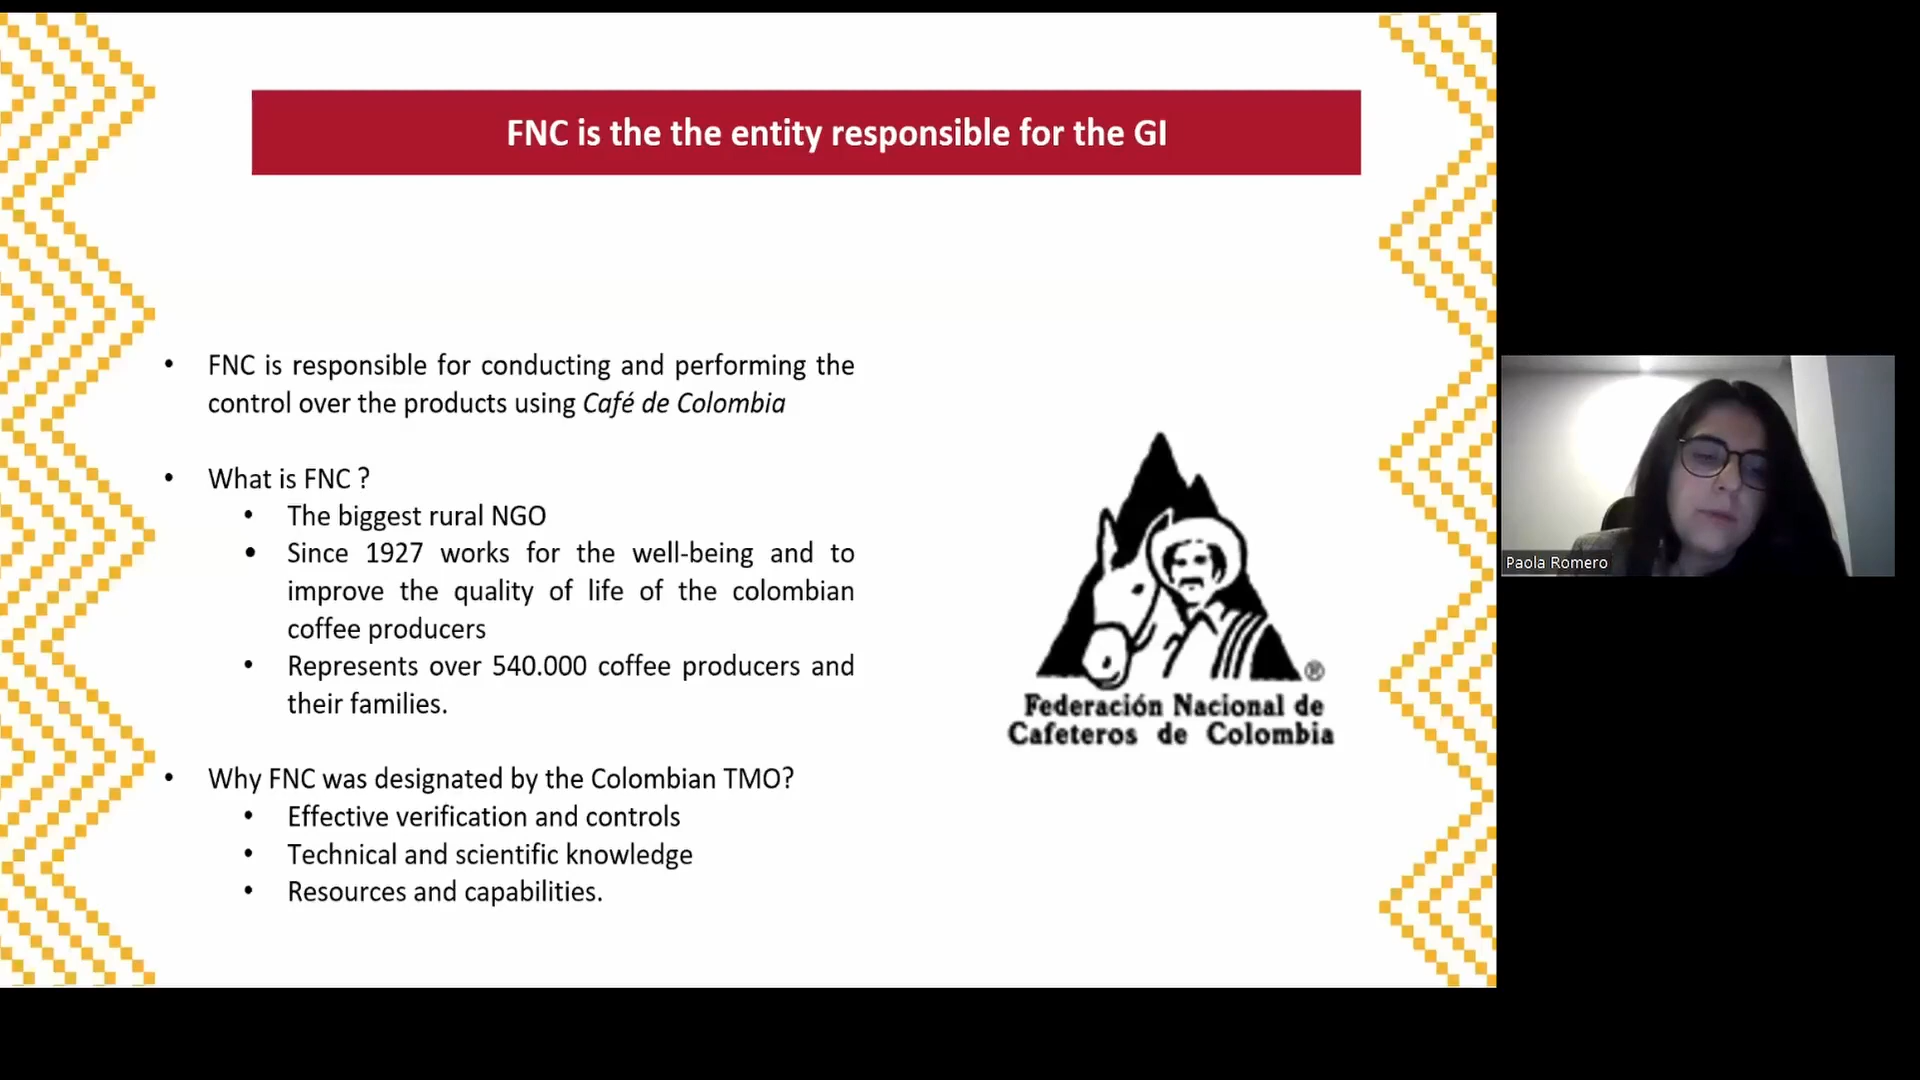 FNC is the the entity responsible for the GI
• FNC is responsible for conducting and performing the
control over the products using Café de Colombia
• What is FNC ?
• The biggest rural NGO
• Since 1927 works for the well-being and to
improve the quality of life of the colombian
coffee producers
• Represents over 540.000 coffee producers and
their families.
• Why FNC was designated by the Colombian TMO?
• Effective verification and controls
• Technical and scientific knowledge
• Resources and capabilities.
®
Federación Nacional de
Cafeteros de Colombia
Paola Romero